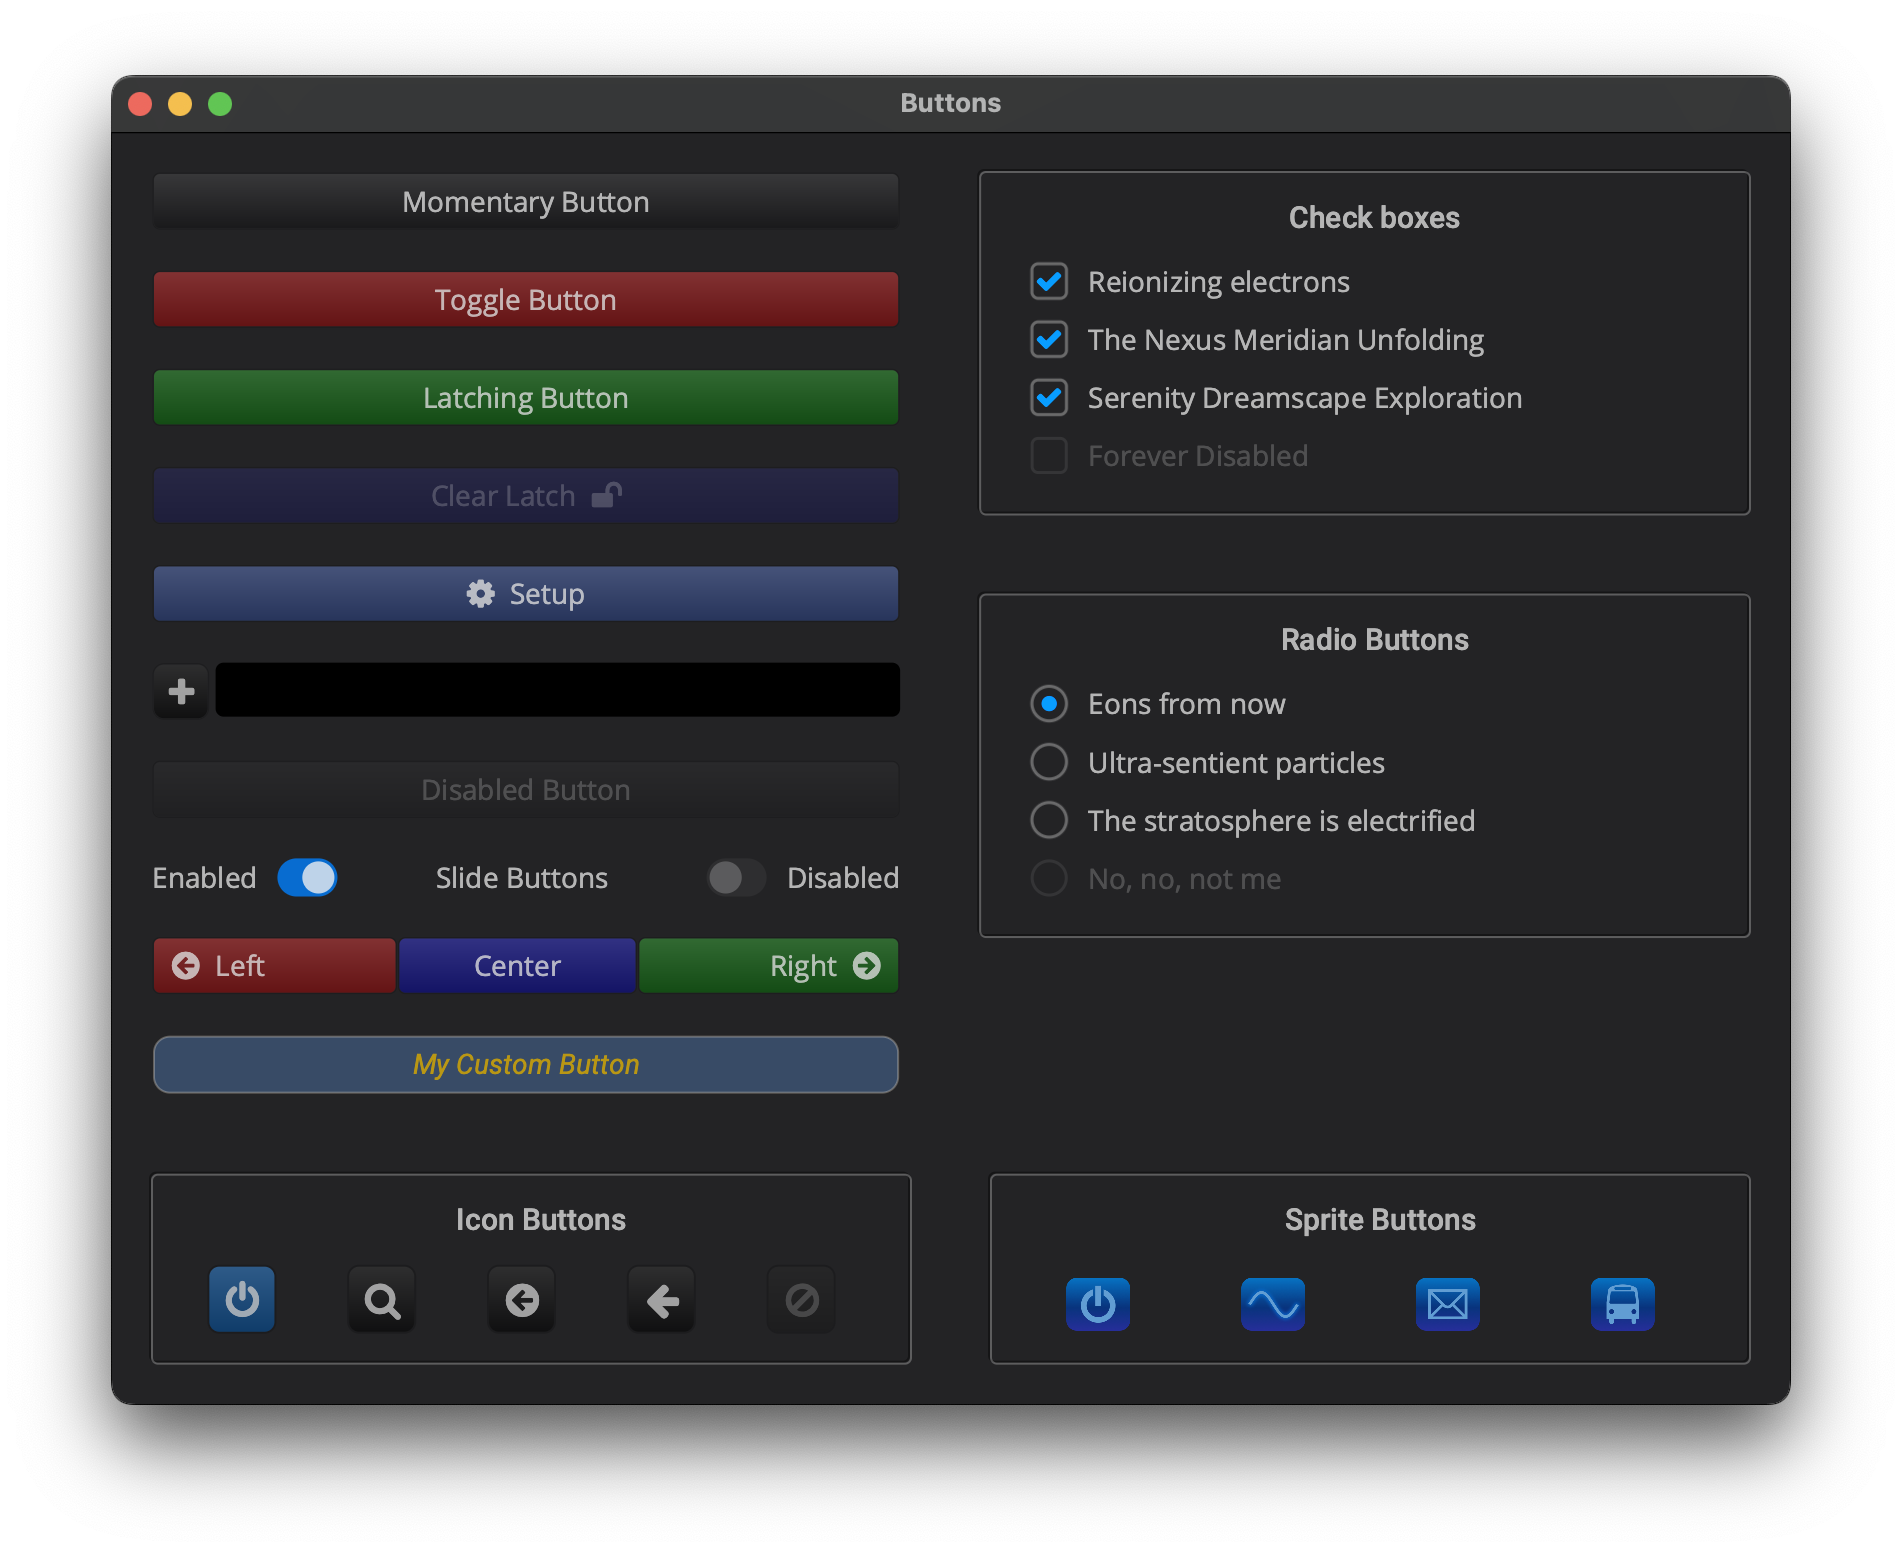 Buttons
Momentary Button
Toggle Button
Latching Button
Clear Latch
Setup
Disabled Button
Enabled
Slide Buttons
Disabled
Left
Center
Right
My Custom Button
Check boxes
Reionizing electrons
The Nexus Meridian Unfolding
Serenity Dreamscape Exploration
Forever Disabled
Radio Buttons
Eons from now
Ultra-sentient particles
The stratosphere is electrified
No, no, not me
Icon Buttons
Sprite Buttons